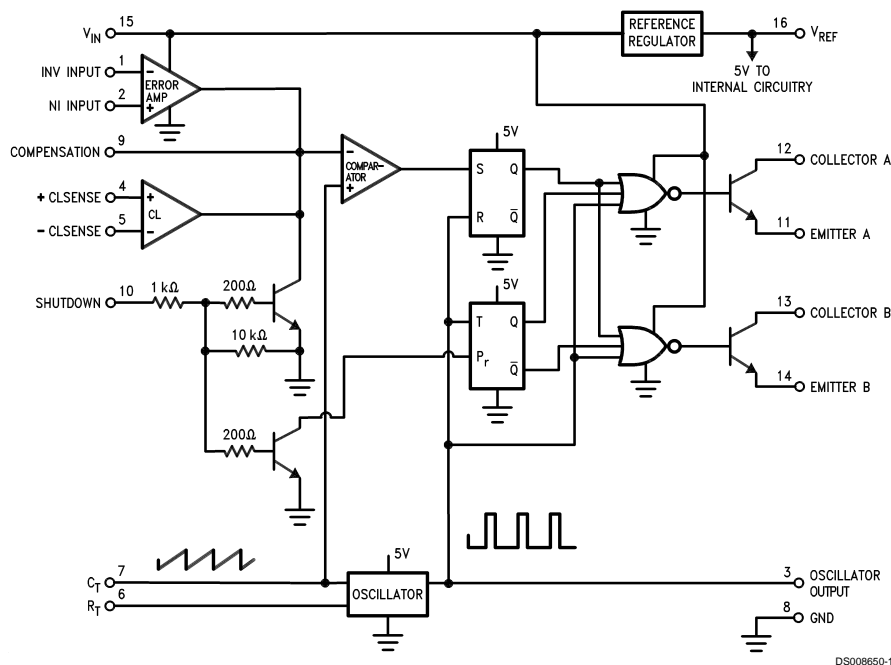 V_IN 15
REFERENCE
REGULATOR
16 V_REF
5V TO
INTERNAL CIRCUITRY
INV INPUT 1
−
ERROR
AMP
NI INPUT 2
+
COMPENSATION 9
−
COMPAR-
ATOR
+
5V
S Q
R Q̅
12 COLLECTOR A
11 EMITTER A
+ CLSENSE 4
+
CL
− CLSENSE 5
−
SHUTDOWN 10
1 kΩ
200Ω
10 kΩ
200Ω
5V
T Q
Pr Q̅
13 COLLECTOR B
14 EMITTER B
C_T 7
R_T 6
5V
OSCILLATOR
3 OSCILLATOR
OUTPUT
8 GND
DS008650-1